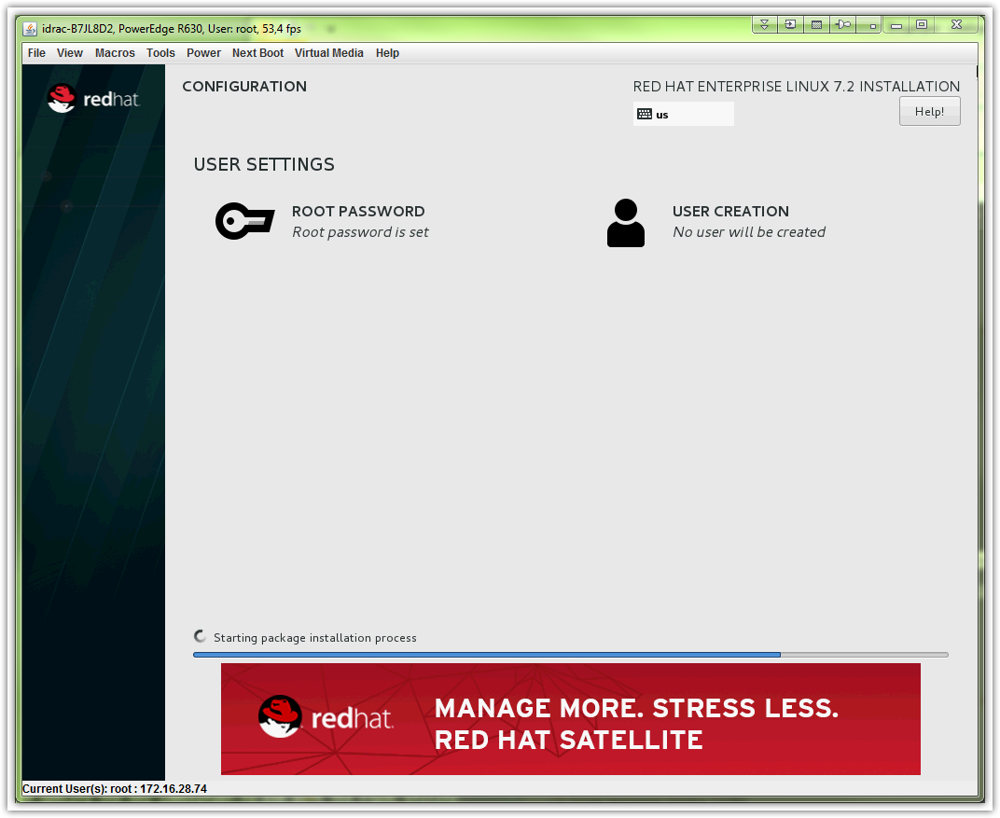 idrac-B7JL8D2, PowerEdge R630, User: root, 53,4 fps
File View Macros Tools Power Next Boot Virtual Media Help
redhat.
CONFIGURATION
RED HAT ENTERPRISE LINUX 7.2 INSTALLATION
us
Help!
USER SETTINGS
ROOT PASSWORD
Root password is set
USER CREATION
No user will be created
Starting package installation process
redhat.
MANAGE MORE. STRESS LESS.
RED HAT SATELLITE
Current User(s): root : 172.16.28.74